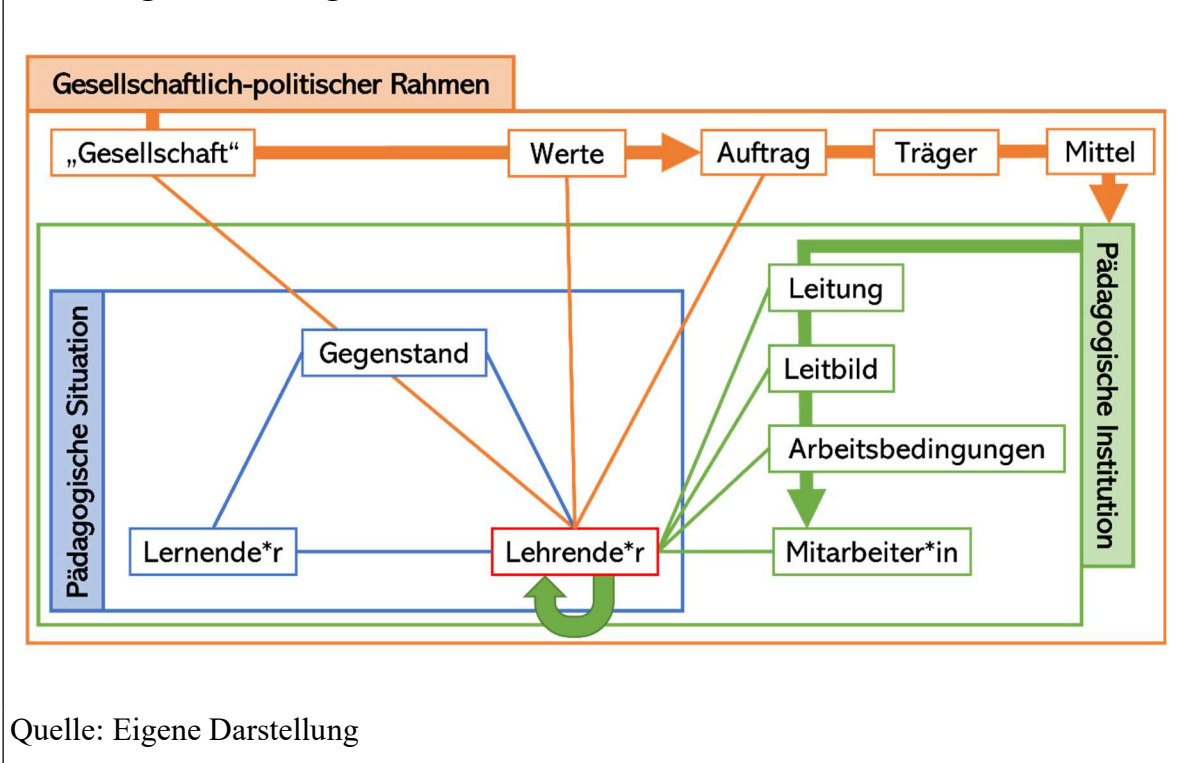 Gesellschaftlich-politischer Rahmen
„Gesellschaft“
Werte
Auftrag
Träger
Mittel
Pädagogische Institution
Leitung
Leitbild
Arbeitsbedingungen
Mitarbeiter*in
Pädagogische Situation
Gegenstand
Lernende*r
Lehrende*r
Quelle: Eigene Darstellung